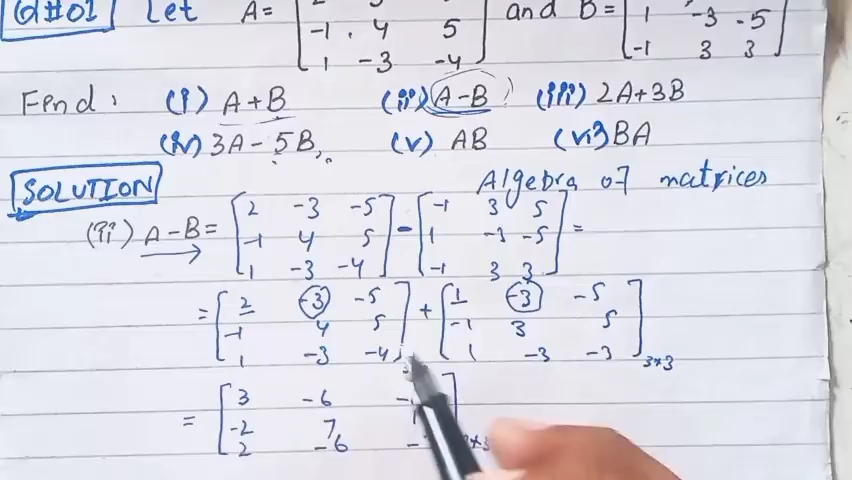 Q#01 Let A= and B=
-1 . 4 5 1 -3 -5
1 -3 -4 -1 3 3
Find: (i) A+B (ii) A-B (iii) 2A+3B
(iv) 3A-5B, (v) AB (vi) BA
SOLUTION Algebra of matrices
(ii) A-B= 2 -3 -5 - -1 3 5 =
-1 4 5 1 -3 -5
1 -3 -4 -1 3 3
= 2 -3 -5 + 1 -3 -5
-1 4 5 -1 3 5
1 -3 -4 1 -3 -3 3×3
= 3 -6
-2 7
2 -6